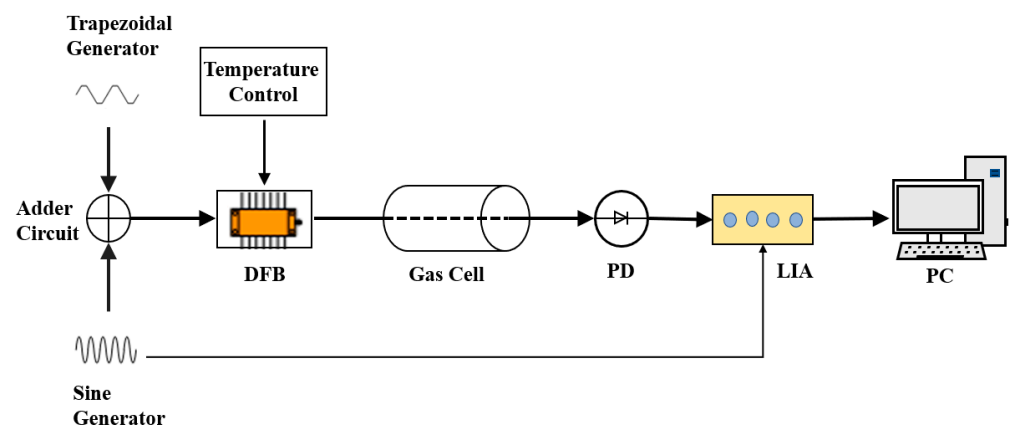 Trapezoidal
Generator
Temperature
Control
Adder
Circuit
DFB
Gas Cell
PD
LIA
PC
Sine
Generator